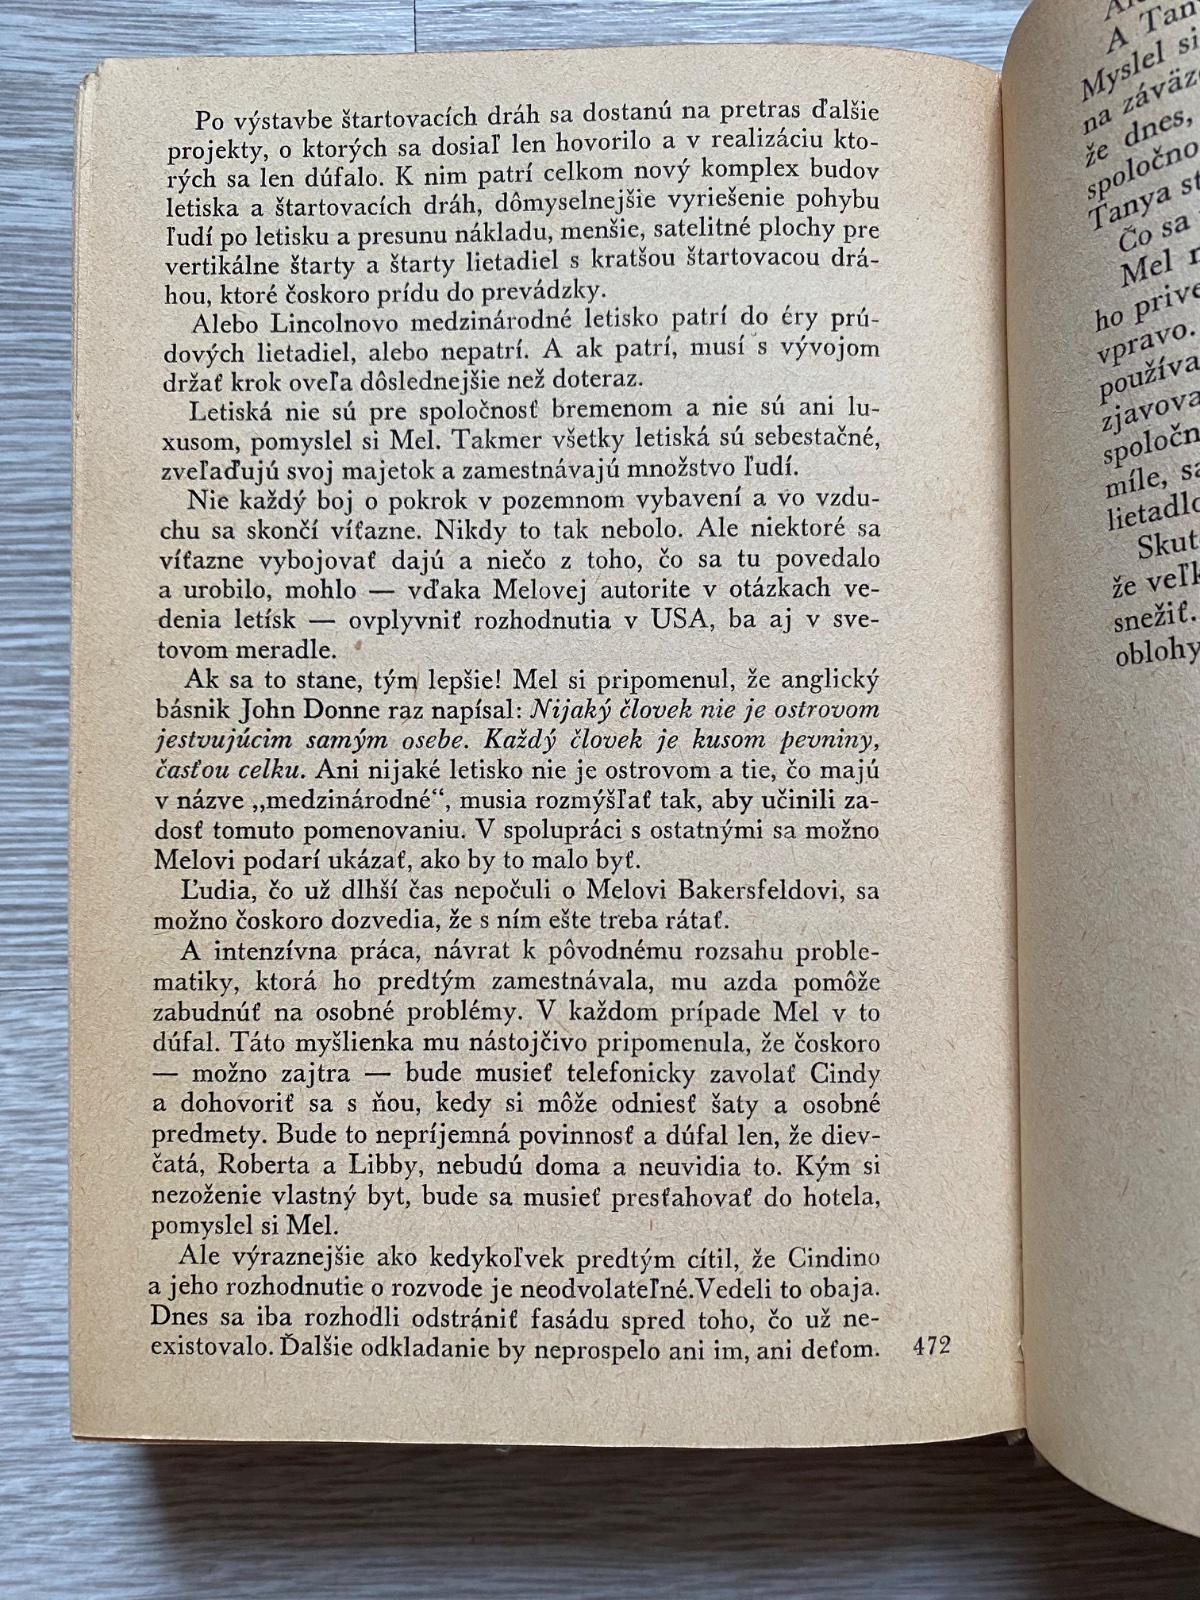 Po výstavbe štartovacích dráh sa dostanú na pretras ďalšie
projekty, o ktorých sa dosiaľ len hovorilo a v realizáciu kto-
rých sa len dúfalo. K nim patrí celkom nový komplex budov
letiska a štartovacích dráh, dômyselnejšie vyriešenie pohybu
ľudí po letisku a presunu nákladu, menšie, satelitné plochy pre
vertikálne štarty a štarty lietadiel s kratšou štartovacou drá-
hou, ktoré čoskoro prídu do prevádzky.
Alebo Lincolnovo medzinárodné letisko patrí do éry prú-
dových lietadiel, alebo nepatrí. A ak patrí, musí s vývojom
držať krok oveľa dôslednejšie než doteraz.
Letiská nie sú pre spoločnosť bremenom a nie sú ani lu-
xusom, pomyslel si Mel. Takmer všetky letiská sú sebestačné,
zveľaďujú svoj majetok a zamestnávajú množstvo ľudí.
Nie každý boj o pokrok v pozemnom vybavení a vo vzdu-
chu sa skončí víťazne. Nikdy to tak nebolo. Ale niektoré sa
víťazne vybojovať dajú a niečo z toho, čo sa tu povedalo
a urobilo, mohlo — vďaka Melovej autorite v otázkach ve-
denia letísk — ovplyvniť rozhodnutia v USA, ba aj v sve-
tovom meradle.
Ak sa to stane, tým lepšie! Mel si pripomenul, že anglický
básnik John Donne raz napísal: Nijaký človek nie je ostrovom
jestvujúcim samým osebe. Každý človek je kusom pevniny,
časťou celku. Ani nijaké letisko nie je ostrovom a tie, čo majú
v názve „medzinárodné“, musia rozmýšľať tak, aby učinili za-
dosť tomuto pomenovaniu. V spolupráci s ostatnými sa možno
Melovi podarí ukázať, ako by to malo byť.
Ľudia, čo už dlhší čas nepočuli o Melovi Bakersfeldovi, sa
možno čoskoro dozvedia, že s ním ešte treba rátať.
A intenzívna práca, návrat k pôvodnému rozsahu proble-
matiky, ktorá ho predtým zamestnávala, mu azda pomôže
zabudnúť na osobné problémy. V každom prípade Mel v to
dúfal. Táto myšlienka mu nástojčivo pripomenula, že čoskoro
— možno zajtra — bude musieť telefonicky zavolať Cindy
a dohovoriť sa s ňou, kedy si môže odniesť šaty a osobné
predmety. Bude to nepríjemná povinnosť a dúfal len, že diev-
čatá, Roberta a Libby, nebudú doma a neuvidia to. Kým si
nezoženie vlastný byt, bude sa musieť presťahovať do hotela,
pomyslel si Mel.
Ale výraznejšie ako kedykoľvek predtým cítil, že Cindino
a jeho rozhodnutie o rozvode je neodvolateľné. Vedeli to obaja.
Dnes sa iba rozhodli odstrániť fasádu spred toho, čo už ne-
existovalo. Ďalšie odkladanie by neprospelo ani im, ani deťom.
472
A Tan
Myslel si
na záväz
že dnes,
spoločno
Tanya st
Čo sa
Mel
ho prive
vpravo.
používa
zjavova
spoločn
míle, sa
lietadlo
Skut
že veľk
snežiť.
oblohy